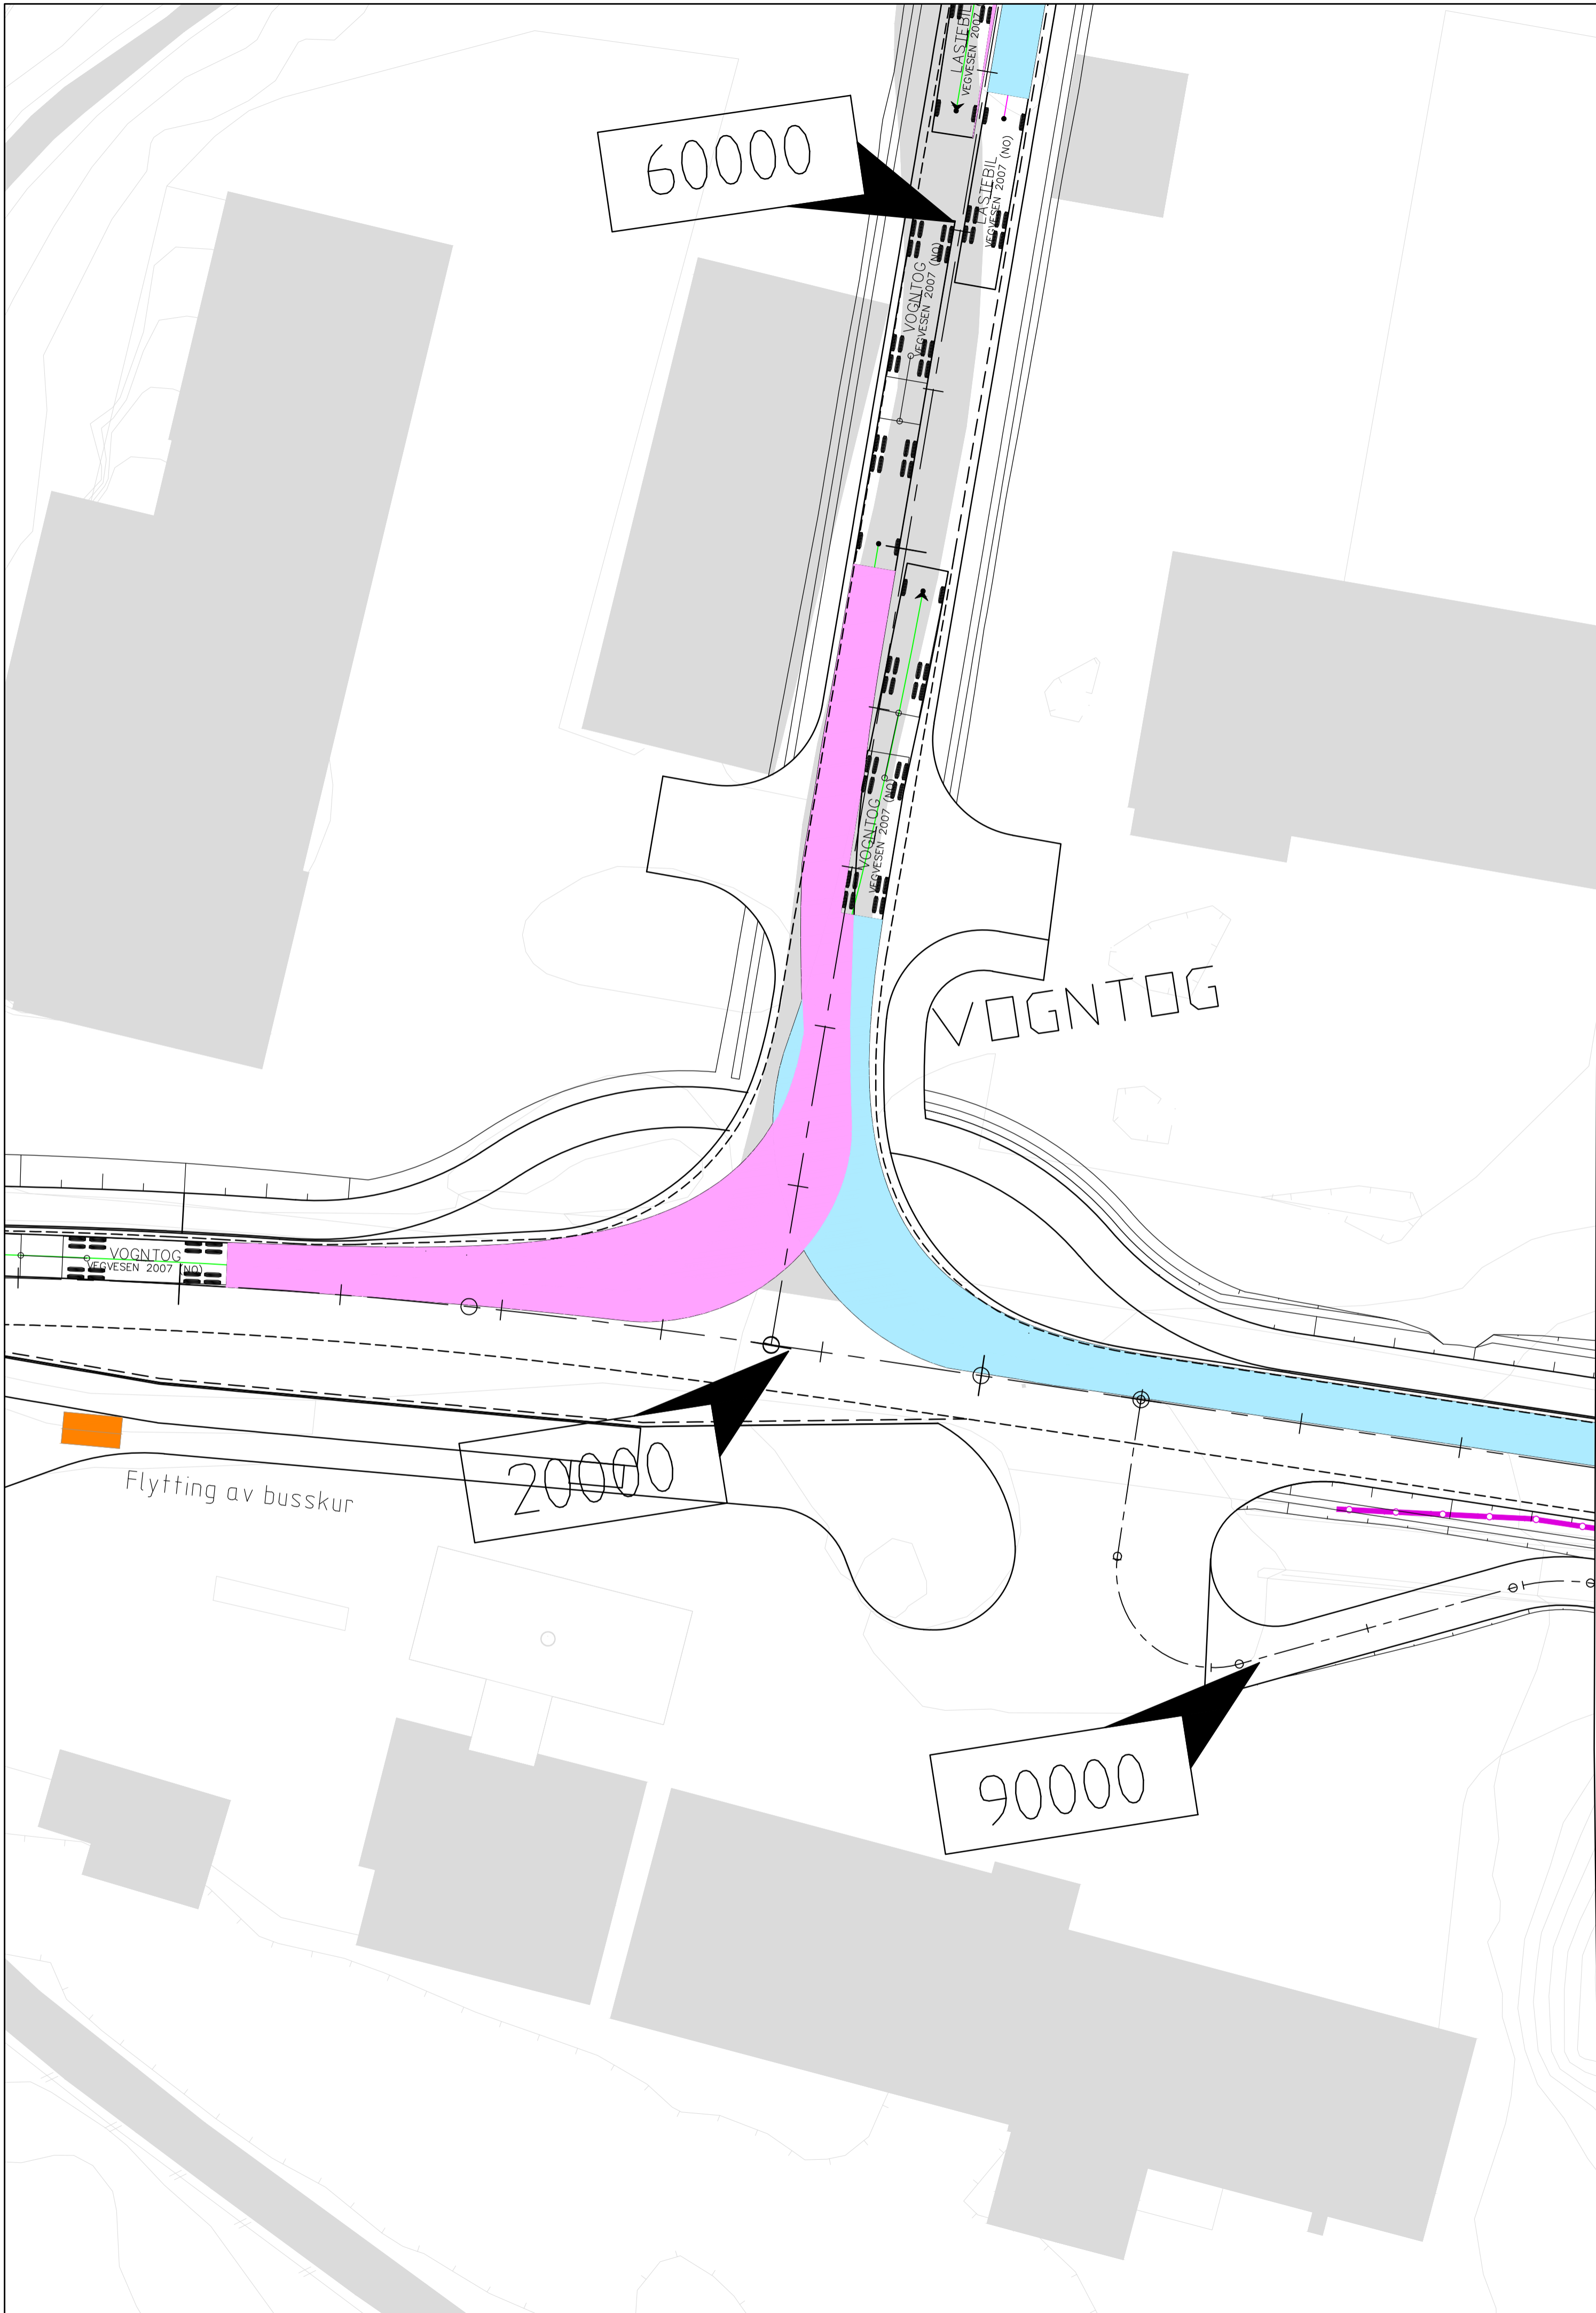 LASTEBIL
VEGVESEN 2007
60000
LASTEBIL
VEGVESEN 2007 (NO)
VOGNTOG
VEGVESEN 2007 (NO)
VOGNTOG
VEGVESEN 2007 (NO)
VOGNTOG
VOGNTOG
VEGVESEN 2007 (NO)
20000
Flytting av busskur
90000